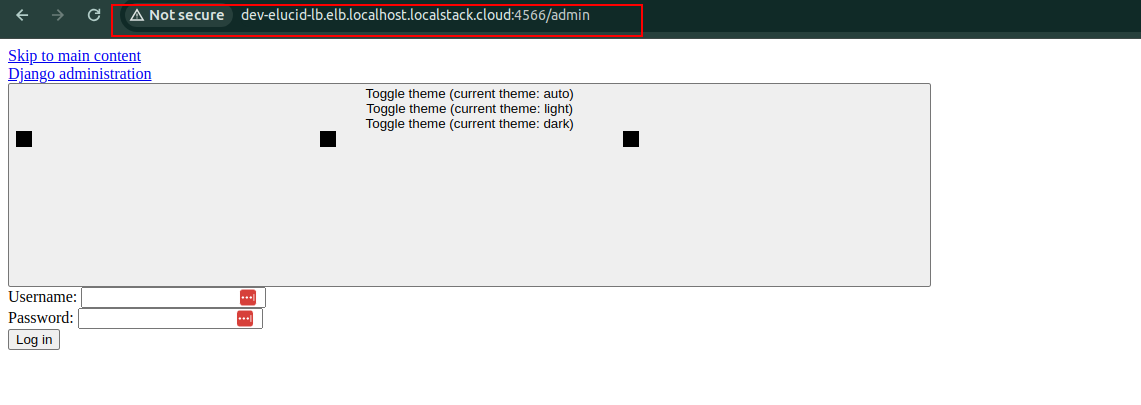 Not secure dev-elucid-lb.elb.localhost.localstack.cloud:4566/admin
Skip to main content
Django administration
Toggle theme (current theme: auto)
Toggle theme (current theme: light)
Toggle theme (current theme: dark)
Username:
Password:
Log in